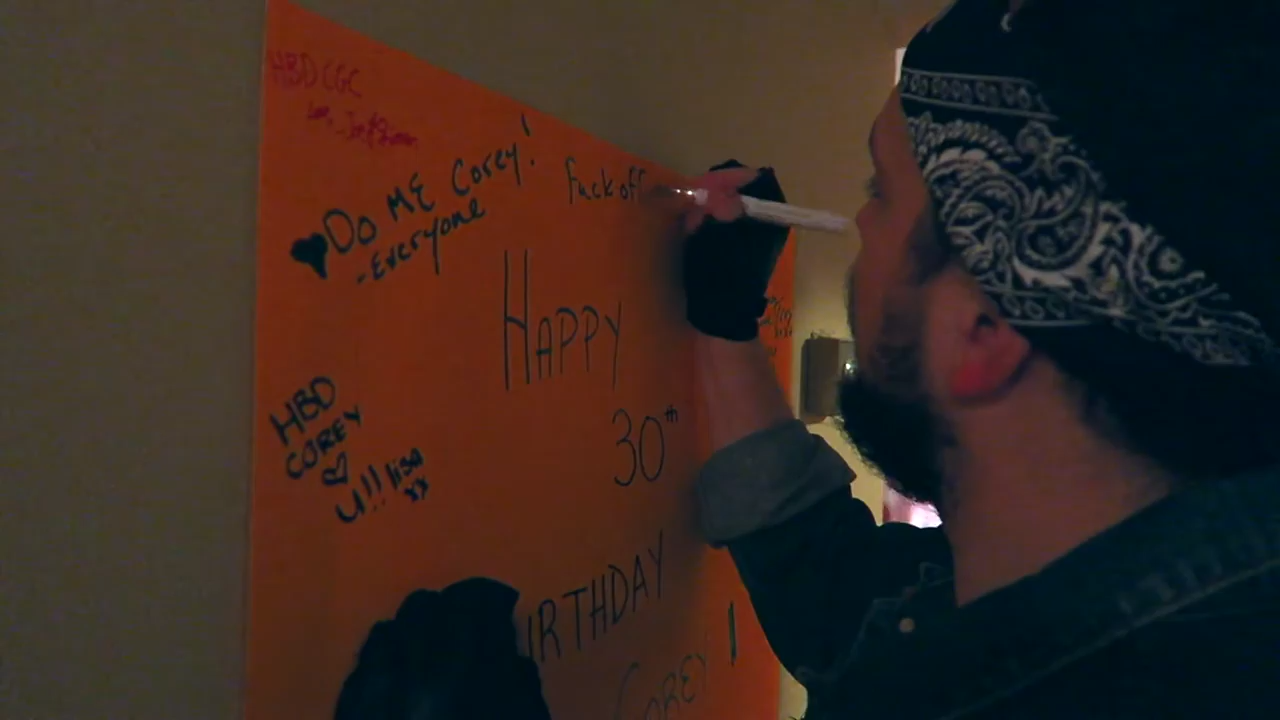 HBD CGC
Do ME Corey!
-Everyone
Fuck off
HAPPY
30th
IRTHDAY
COREY!
HBD
COREY
U!! lisa
xx